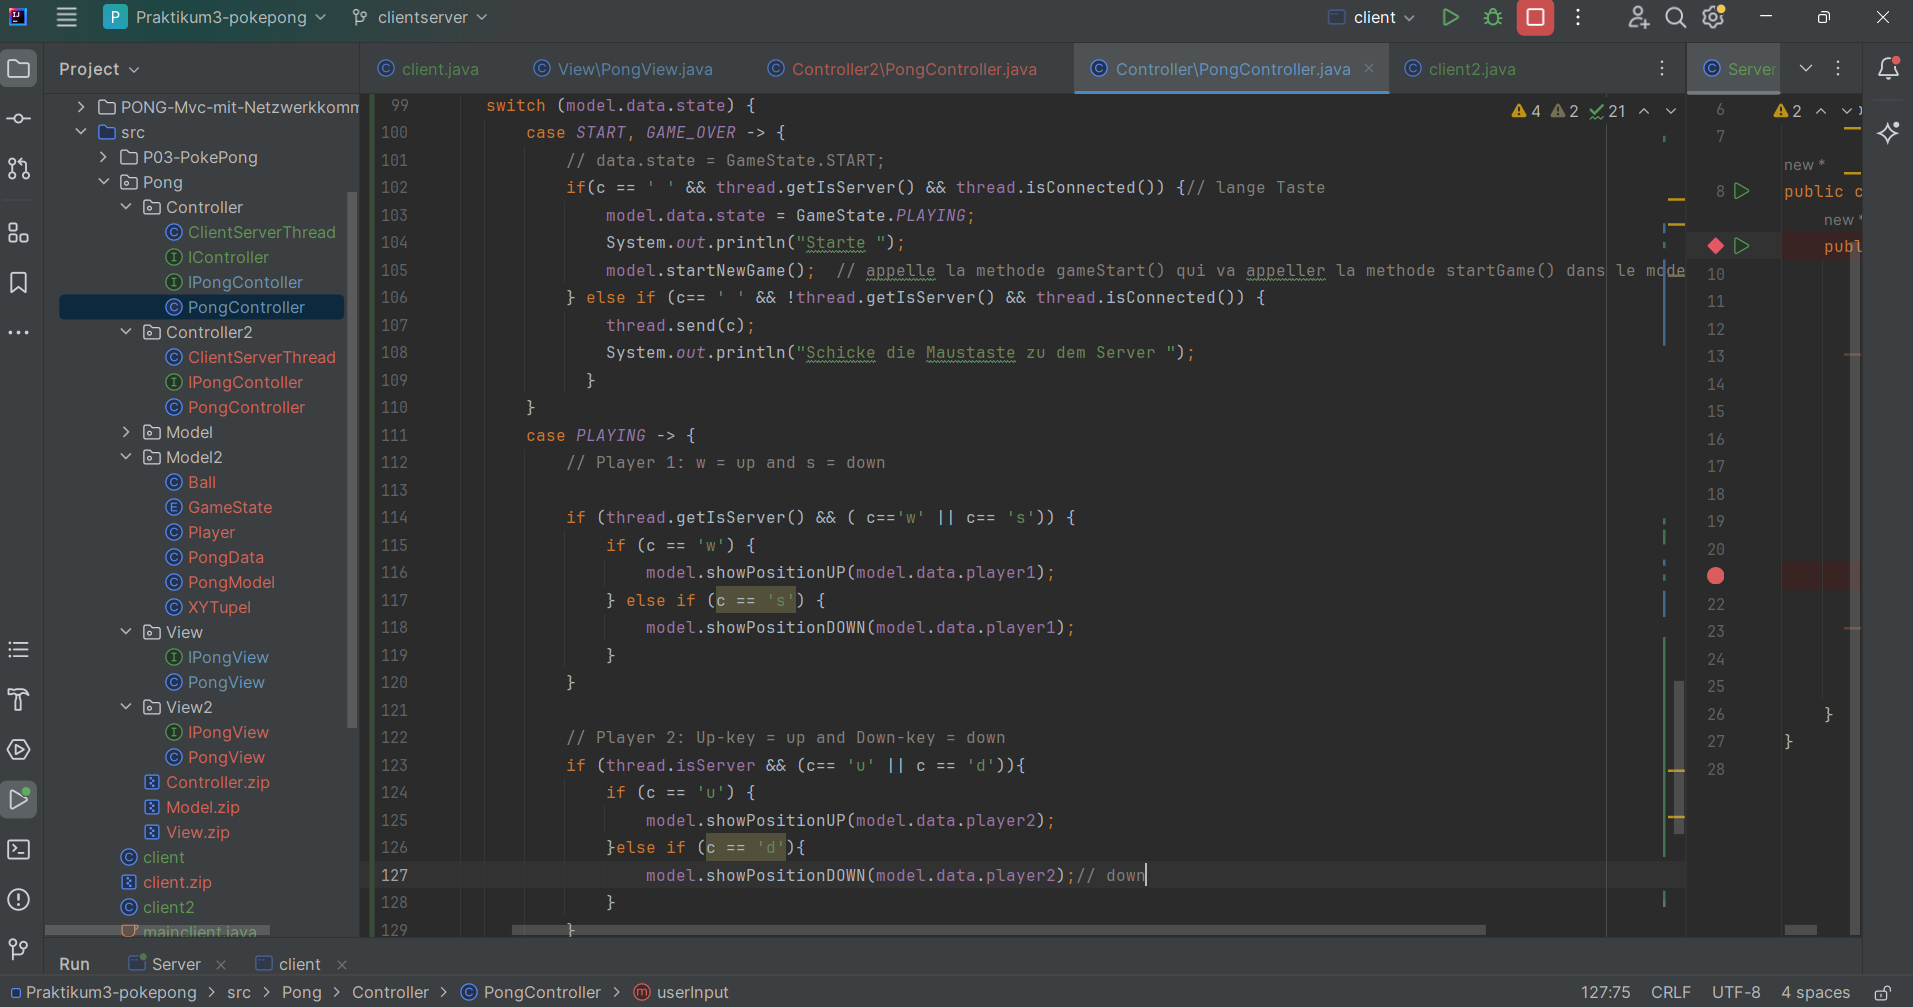 P Praktikum3-pokepong clientserver client
Project
client.java View\PongView.java Controller2\PongController.java Controller\PongController.java client2.java Server
PONG-Mvc-mit-Netzwerkkomm
src
P03-PokePong
Pong
Controller
ClientServerThread
IController
IPongContoller
PongController
Controller2
ClientServerThread
IPongContoller
PongController
Model
Model2
Ball
GameState
Player
PongData
PongModel
XYTupel
View
IPongView
PongView
View2
IPongView
PongView
Controller.zip
Model.zip
View.zip
client
client.zip
client2
mainclient.java
4 2 21
99 switch (model.data.state) {
100 case START, GAME_OVER -> {
101 // data.state = GameState.START;
102 if(c == ' ' && thread.getIsServer() && thread.isConnected()) {// lange Taste
103 model.data.state = GameState.PLAYING;
104 System.out.println("Starte ");
105 model.startNewGame();  // appelle la methode gameStart() qui va appeller la methode startGame() dans le mode
106 } else if (c== ' ' && !thread.getIsServer() && thread.isConnected()) {
107 thread.send(c);
108 System.out.println("Schicke die Maustaste zu dem Server ");
109 }
110 }
111 case PLAYING -> {
112 // Player 1: w = up and s = down
113
114 if (thread.getIsServer() && ( c=='w' || c== 's')) {
115 if (c == 'w') {
116 model.showPositionUP(model.data.player1);
117 } else if (c == 's') {
118 model.showPositionDOWN(model.data.player1);
119 }
120 }
121
122 // Player 2: Up-key = up and Down-key = down
123 if (thread.isServer && (c== 'u' || c == 'd')){
124 if (c == 'u') {
125 model.showPositionUP(model.data.player2);
126 }else if (c == 'd'){
127 model.showPositionDOWN(model.data.player2);// down
128 }
129 }
2
6
7
new *
8 public c
new *
publ
10
11
12
13
14
15
16
17
18
19
20
22
23
24
25
26 }
27 }
28
Run Server client
Praktikum3-pokepong > src > Pong > Controller > PongController > userInput
127:75 CRLF UTF-8 4 spaces